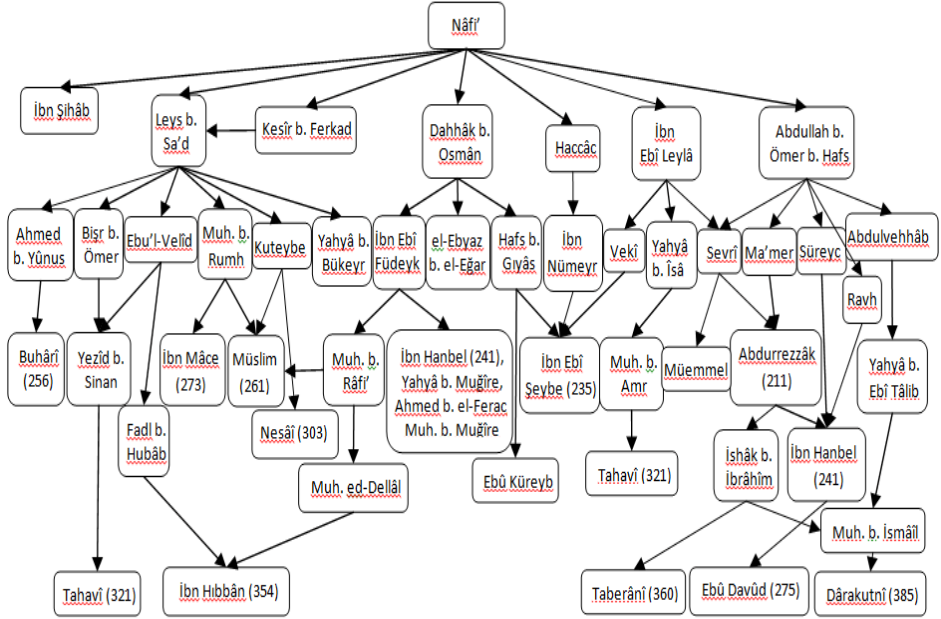 Nâfi'
İbn Şihâb
Leys b.
Sa'd
Kesîr b. Ferkad
Dahhâk b.
Osmân
Haccâc
İbn
Ebî Leylâ
Abdullah b.
Ömer b. Hafs
Ahmed
b. Yûnus
Bişr b.
Ömer
Ebu'l-Velîd
Muh. b.
Rumh
Kuteybe
Yahyâ b.
Bükeyr
İbn Ebî
Füdeyk
el-Ebyaz
b. el-Eğar
Hafs b.
Gıyâs
İbn
Nümeyr
Vekî
Yahyâ
b. Îsâ
Sevrî
Ma'mer
Süreyc
Abdulvehhâb
Ravh
Buhârî
(256)
Yezîd b.
Sinan
İbn Mâce
(273)
Müslim
(261)
Muh. b.
Râfi'
İbn Hanbel (241),
Yahyâ b. Muğîre,
Ahmed b. el-Ferac
Muh. b. Muğîre
İbn Ebî
Şeybe (235)
Muh. b.
Amr
Müemmel
Abdurrezzâk
(211)
Yahyâ b.
Ebî Tâlib
Fadl b.
Hubâb
Nesâî (303)
Muh. ed-Dellâl
Ebû Küreyb
Tahavî (321)
İshâk b.
İbrâhîm
İbn Hanbel
(241)
Muh. b. İsmâîl
Tahavî (321)
İbn Hıbbân (354)
Taberânî (360)
Ebû Davûd (275)
Dârakutnî (385)